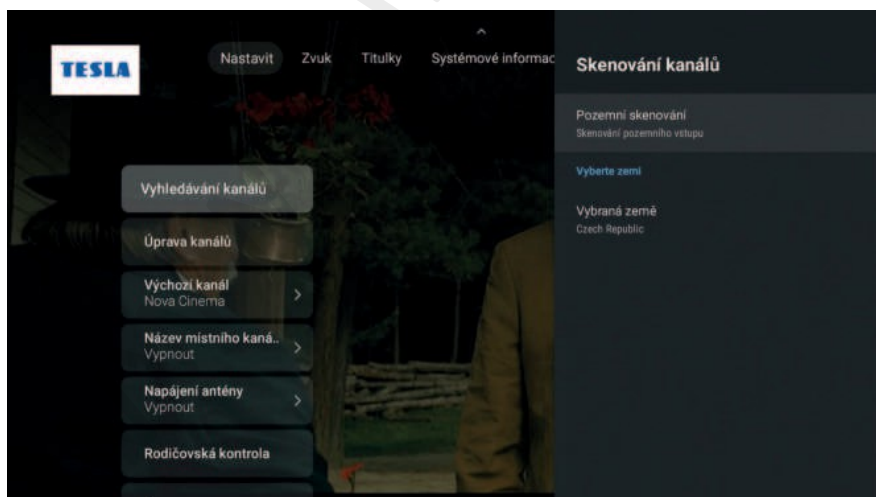 TESLA
Nastavit Zvuk Titulky Systémové informac
Vyhledávání kanálů
Úprava kanálů
Výchozí kanál
Nova Cinema
Název místního kaná..
Vypnout
Napájení antény
Vypnout
Rodičovská kontrola
Skenování kanálů
Pozemní skenování
Skenování pozemního vstupu
Vyberte zemi
Vybraná země
Czech Republic